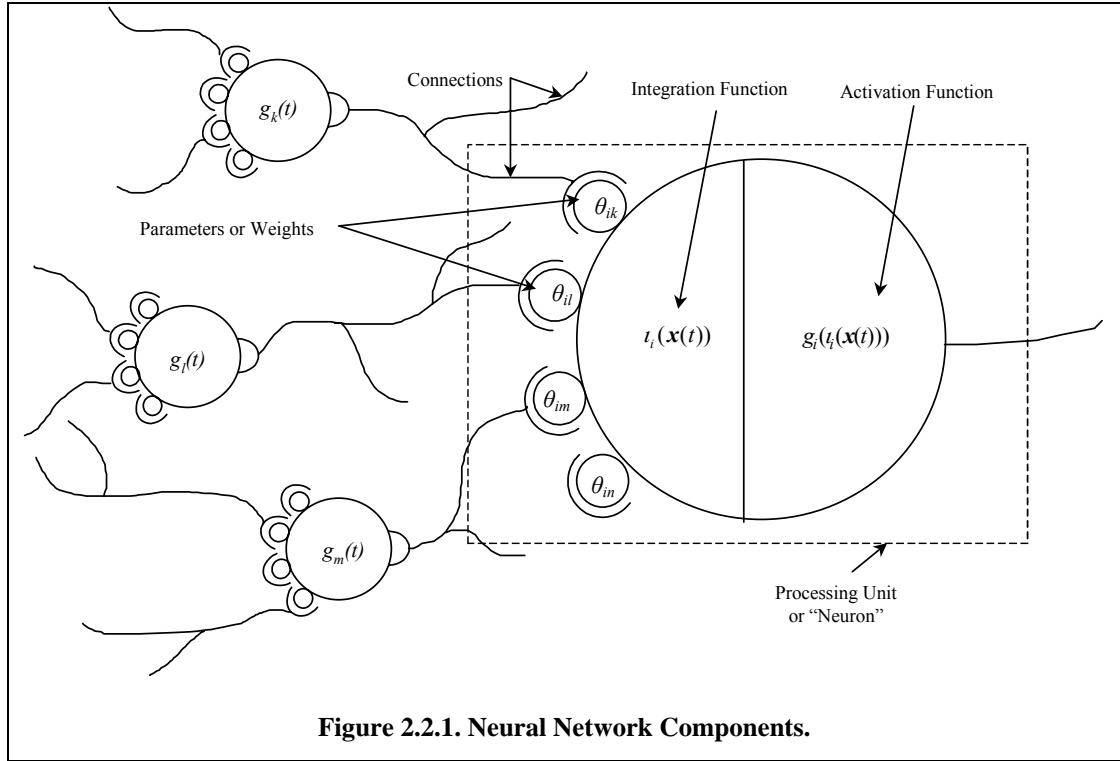 Connections
Integration Function
Activation Function
g_k(t)
θ_ik
Parameters or Weights
θ_il
ι_i(x(t))
g_i(ι_i(x(t)))
g_l(t)
θ_im
θ_in
g_m(t)
Processing Unit
or “Neuron”
Figure 2.2.1. Neural Network Components.